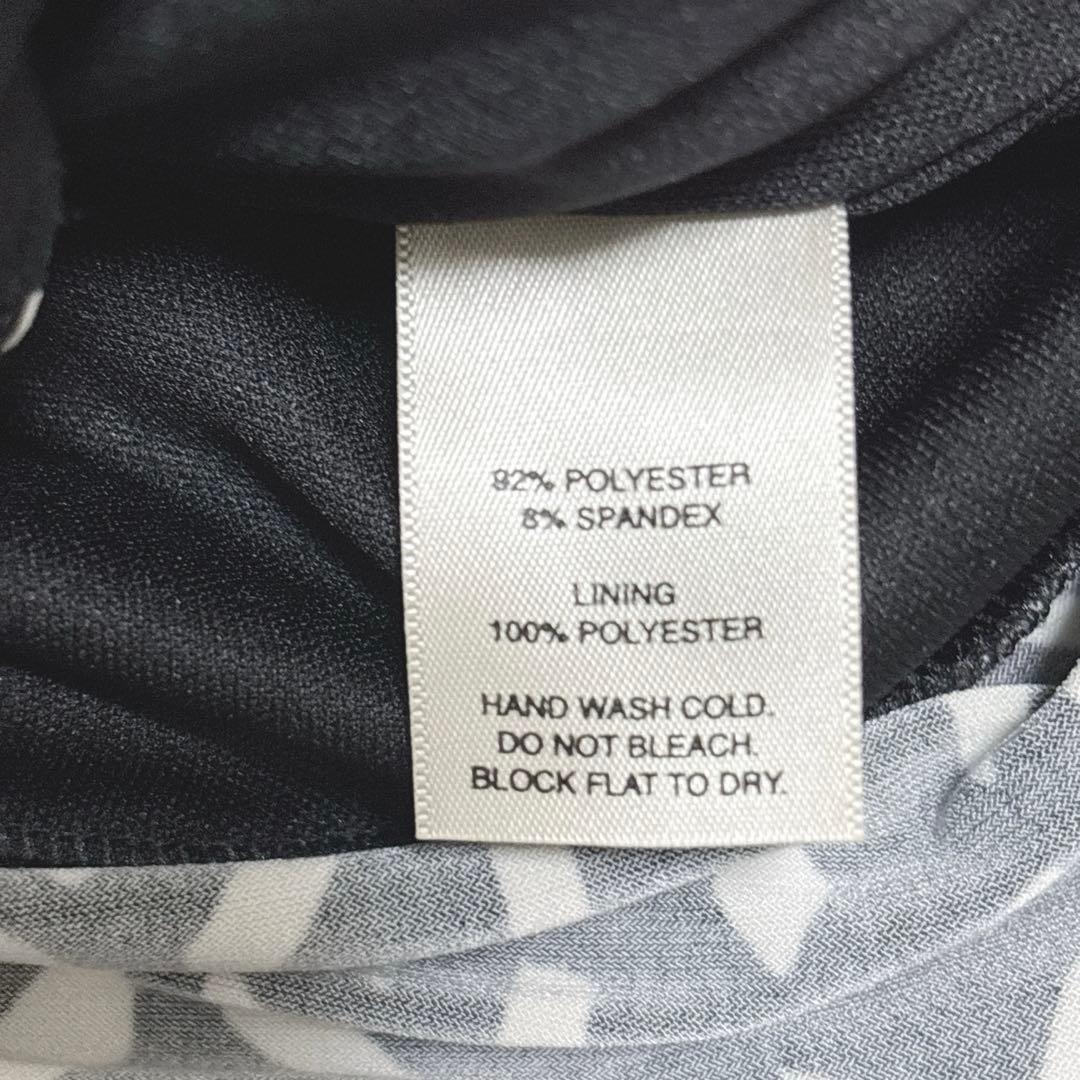 92% POLYESTER
8% SPANDEX
LINING
100% POLYESTER
HAND WASH COLD.
DO NOT BLEACH.
BLOCK FLAT TO DRY.